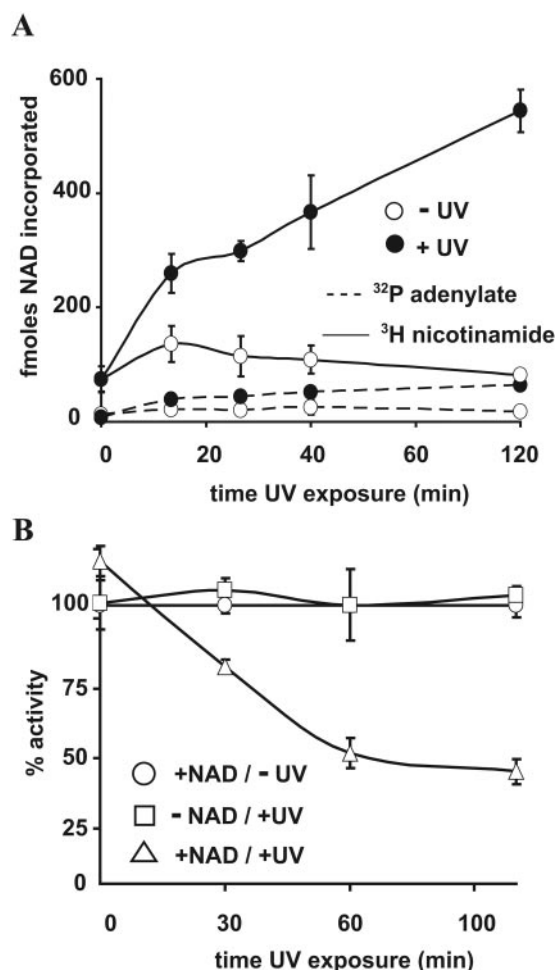 A
fmoles NAD incorporated
600
400
200
0
- UV
+ UV
³²P adenylate
³H nicotinamide
0 20 40 60 120
time UV exposure (min)
B
% activity
100
75
50
25
0
+NAD / - UV
- NAD / +UV
+NAD / +UV
0 30 60 100
time UV exposure (min)